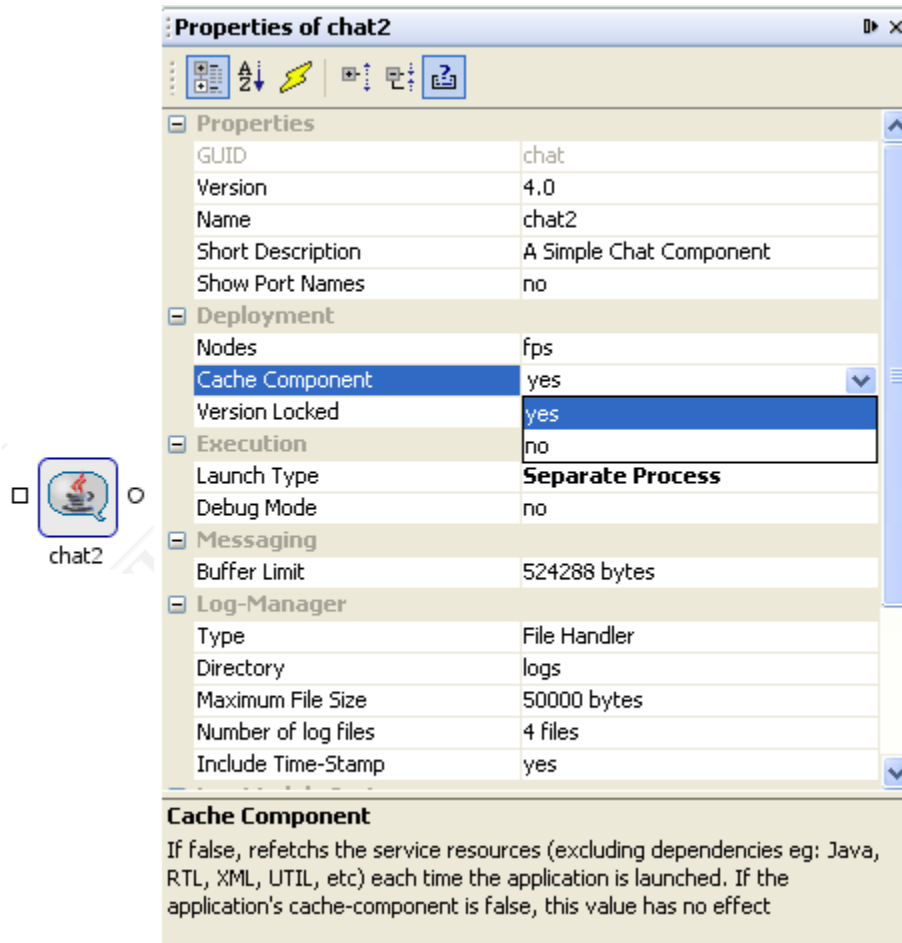 Properties of chat2
Properties
GUID chat
Version 4.0
Name chat2
Short Description A Simple Chat Component
Show Port Names no
Deployment
Nodes fps
Cache Component yes
Version Locked yes
Execution no
Launch Type Separate Process
Debug Mode no
Messaging
Buffer Limit 524288 bytes
Log-Manager
Type File Handler
Directory logs
Maximum File Size 50000 bytes
Number of log files 4 files
Include Time-Stamp yes
chat2
Cache Component
If false, refetchs the service resources (excluding dependencies eg: Java,
RTL, XML, UTIL, etc) each time the application is launched. If the
application's cache-component is false, this value has no effect